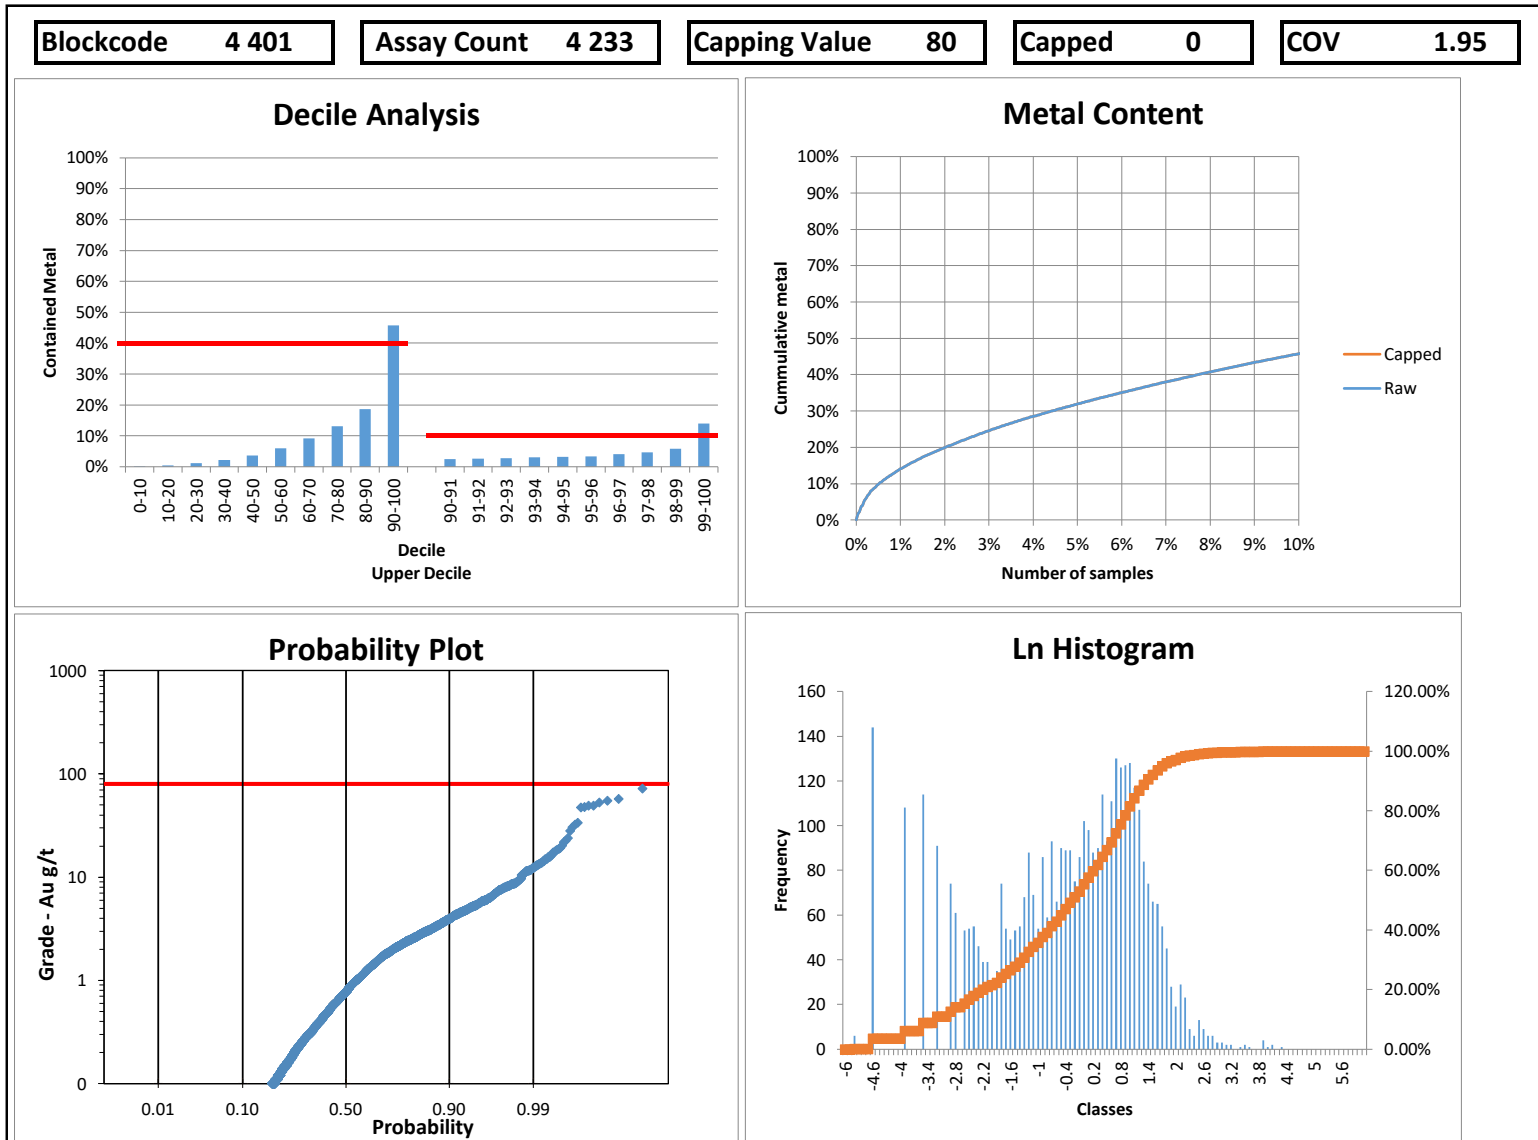 Blockcode 4 401 Assay Count 4 233 Capping Value 80 Capped 0 COV 1.95
Decile Analysis
Contained Metal
100%
90%
80%
70%
60%
50%
40%
30%
20%
10%
0%
0-10 10-20 20-30 30-40 40-50 50-60 60-70 70-80 80-90 90-100 90-91 91-92 92-93 93-94 94-95 95-96 96-97 97-98 98-99 99-100
Decile
Upper Decile
Metal Content
Cummulative metal
100%
90%
80%
70%
60%
50%
40%
30%
20%
10%
0%
0% 1% 2% 3% 4% 5% 6% 7% 8% 9% 10%
Number of samples
Capped
Raw
Probability Plot
Grade - Au g/t
1000
100
10
1
0
0.01 0.10 0.50 0.90 0.99
Probability
Ln Histogram
Frequency
160
140
120
100
80
60
40
20
0
120.00%
100.00%
80.00%
60.00%
40.00%
20.00%
0.00%
-6 -4.6 -4 -3.4 -2.8 -2.2 -1.6 -1 -0.4 0.2 0.8 1.4 2 2.6 3.2 3.8 4.4 5 5.6
Classes